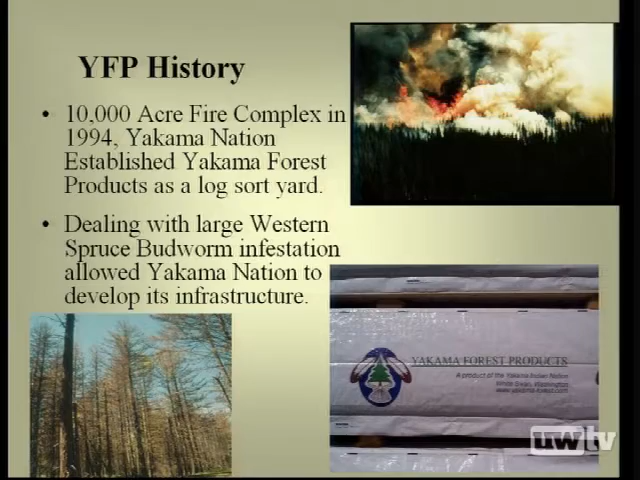 YFP History
• 10,000 Acre Fire Complex in
1994, Yakama Nation
Established Yakama Forest
Products as a log sort yard.
• Dealing with large Western
Spruce Budworm infestation
allowed Yakama Nation to
develop its infrastructure.
YAKAMA FOREST PRODUCTS
A product of the Yakama Indian Nation
White Swan, Washington
www.yakama-forest.com
uwtv